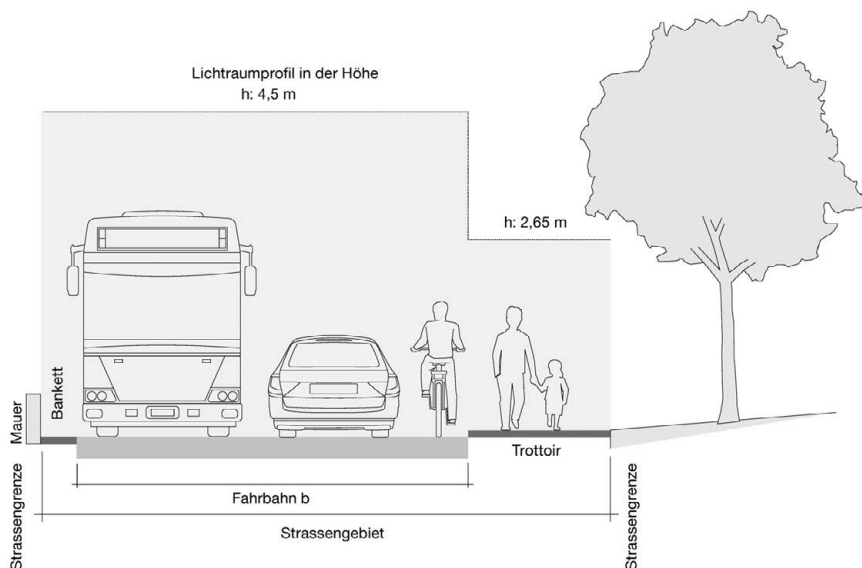 Lichtraumprofil in der Höhe
h: 4,5 m
h: 2,65 m
Mauer
Bankett
Trottoir
Fahrbahn b
Strassengebiet
Strassengrenze
Strassengrenze